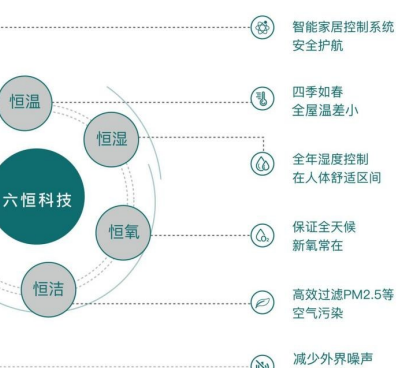 智能家居控制系统
安全护航
恒温
四季如春
全屋温差小
恒湿
全年湿度控制
在人体舒适区间
六恒科技
恒氧
保证全天候
新氧常在
O₂
恒洁
高效过滤PM2.5等
空气污染
减少外界噪声